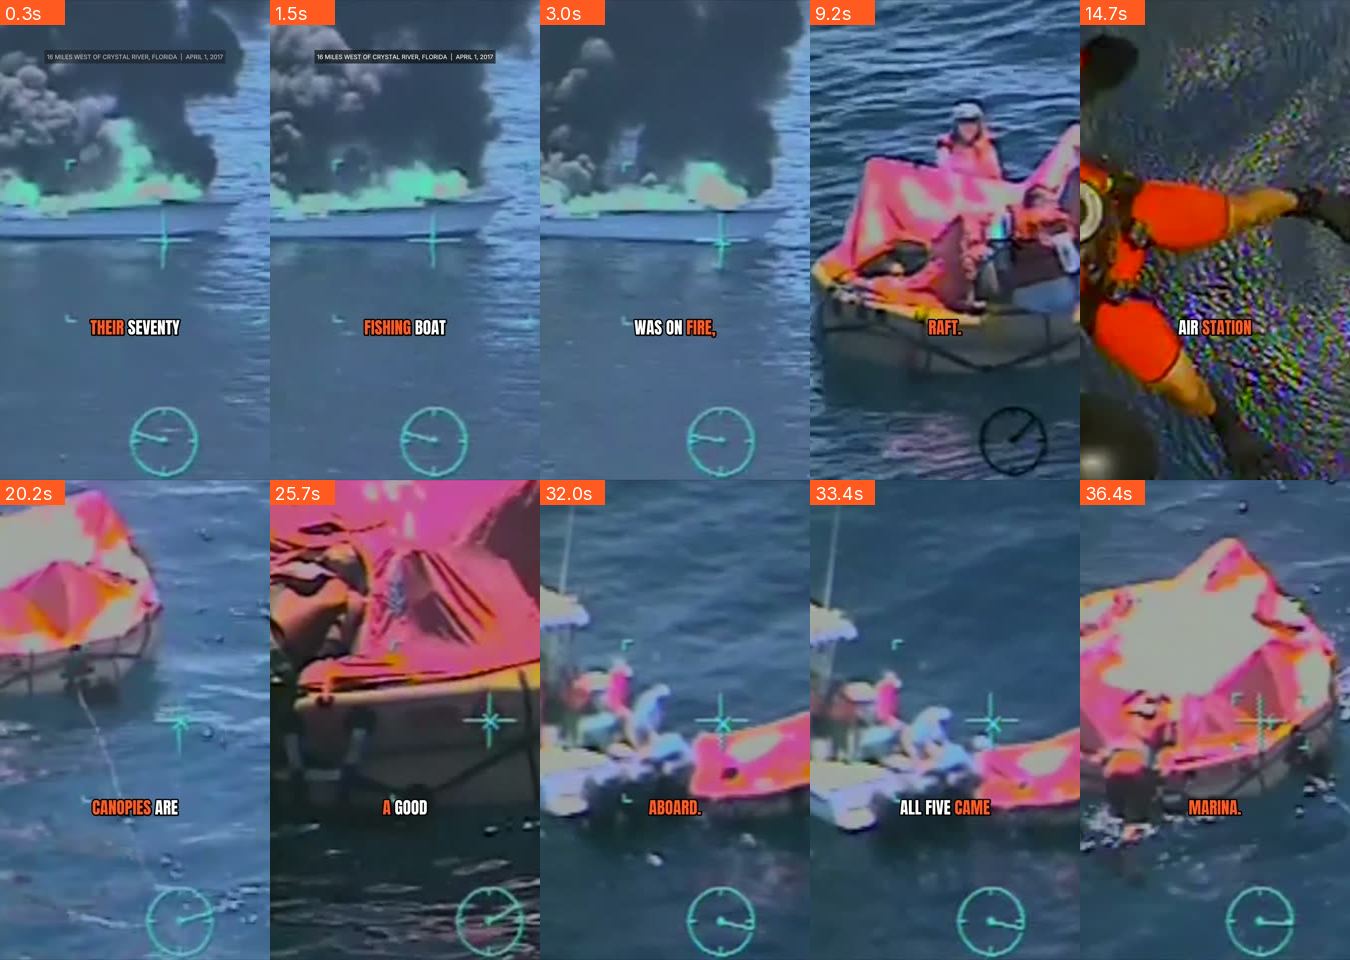 0.3s
16 MILES WEST OF CRYSTAL RIVER, FLORIDA | APRIL 1, 2017
THEIR SEVENTY
1.5s
16 MILES WEST OF CRYSTAL RIVER, FLORIDA | APRIL 1, 2017
FISHING BOAT
3.0s
WAS ON FIRE,
9.2s
RAFT.
14.7s
AIR STATION
20.2s
CANOPIES ARE
25.7s
A GOOD
32.0s
ABOARD.
33.4s
ALL FIVE CAME
36.4s
MARINA.